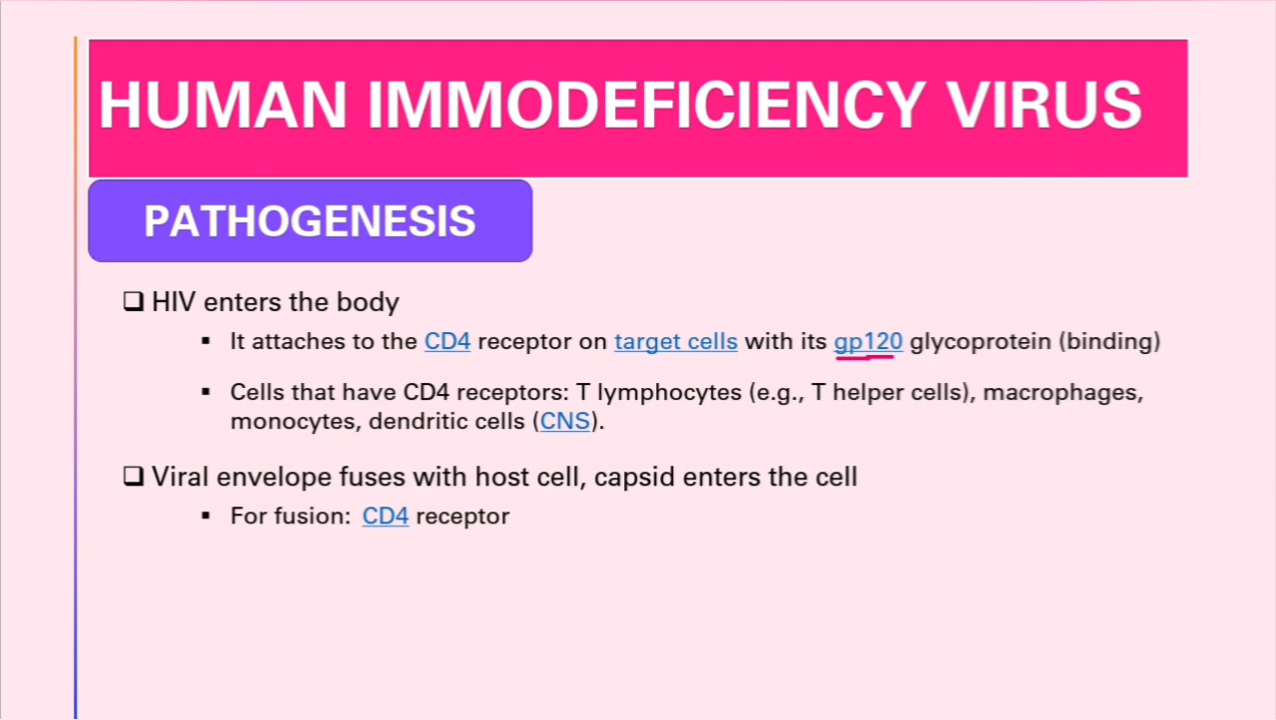 HUMAN IMMODEFICIENCY VIRUS
PATHOGENESIS
❑ HIV enters the body
▪ It attaches to the CD4 receptor on target cells with its gp120 glycoprotein (binding)
▪ Cells that have CD4 receptors: T lymphocytes (e.g., T helper cells), macrophages,
monocytes, dendritic cells (CNS).
❑ Viral envelope fuses with host cell, capsid enters the cell
▪ For fusion: CD4 receptor